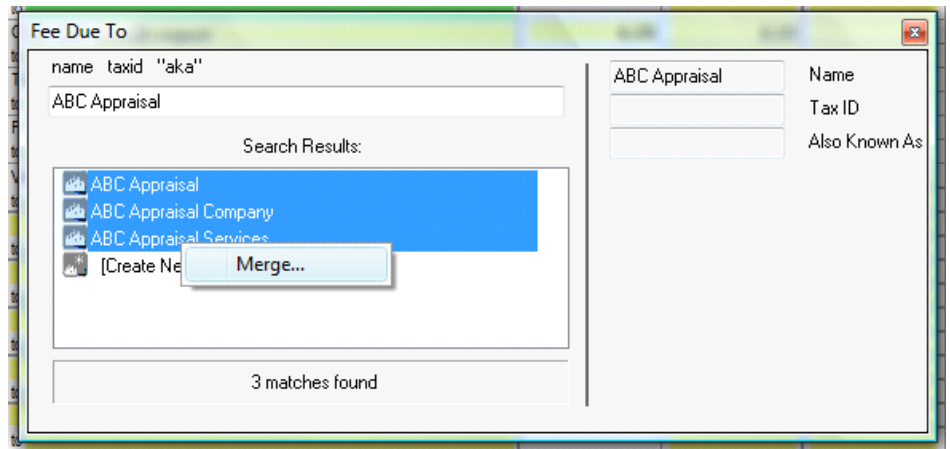 Fee Due To
name taxid "aka"
ABC Appraisal
Search Results:
ABC Appraisal
ABC Appraisal Company
ABC Appraisal Services
[Create Ne
Merge...
3 matches found
ABC Appraisal Name
Tax ID
Also Known As